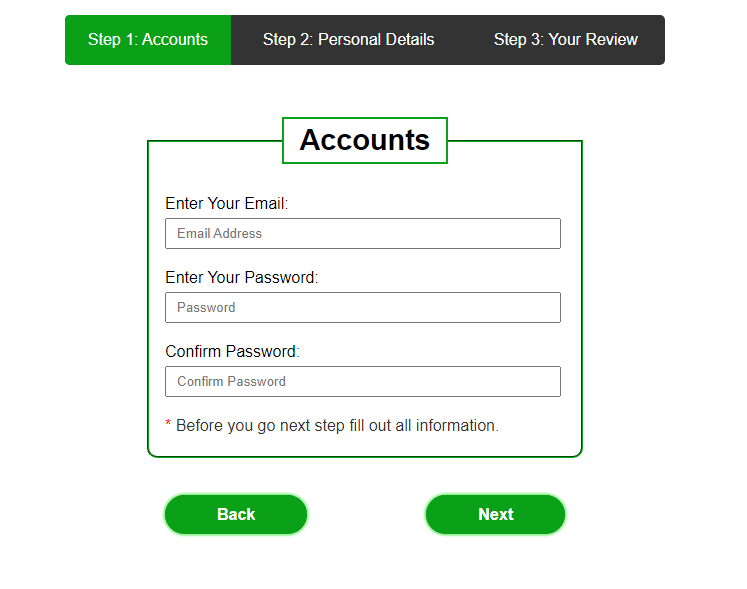 Step 1: Accounts Step 2: Personal Details Step 3: Your Review
Accounts
Enter Your Email:
Email Address
Enter Your Password:
Password
Confirm Password:
Confirm Password
* Before you go next step fill out all information.
Back Next